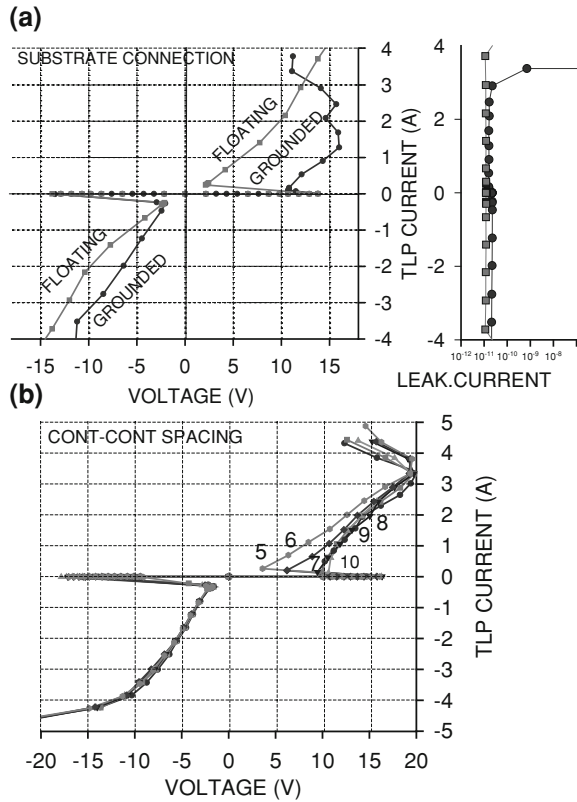 (a)
SUBSTRATE CONNECTION
FLOATING
GROUNDED
FLOATING
GROUNDED
4
3
2
1
0
-1
-2
-3
-4
TLP CURRENT (A)
4
2
0
-2
-4
-15 -10 -5 0 5 10 15
VOLTAGE (V)
10⁻¹² 10⁻¹¹ 10⁻¹⁰ 10⁻⁹ 10⁻⁸
LEAK.CURRENT
(b)
CONT-CONT SPACING
5 6 7 8 9 10
5
4
3
2
1
0
-1
-2
-3
-4
-5
TLP CURRENT (A)
-20 -15 -10 -5 0 5 10 15 20
VOLTAGE (V)